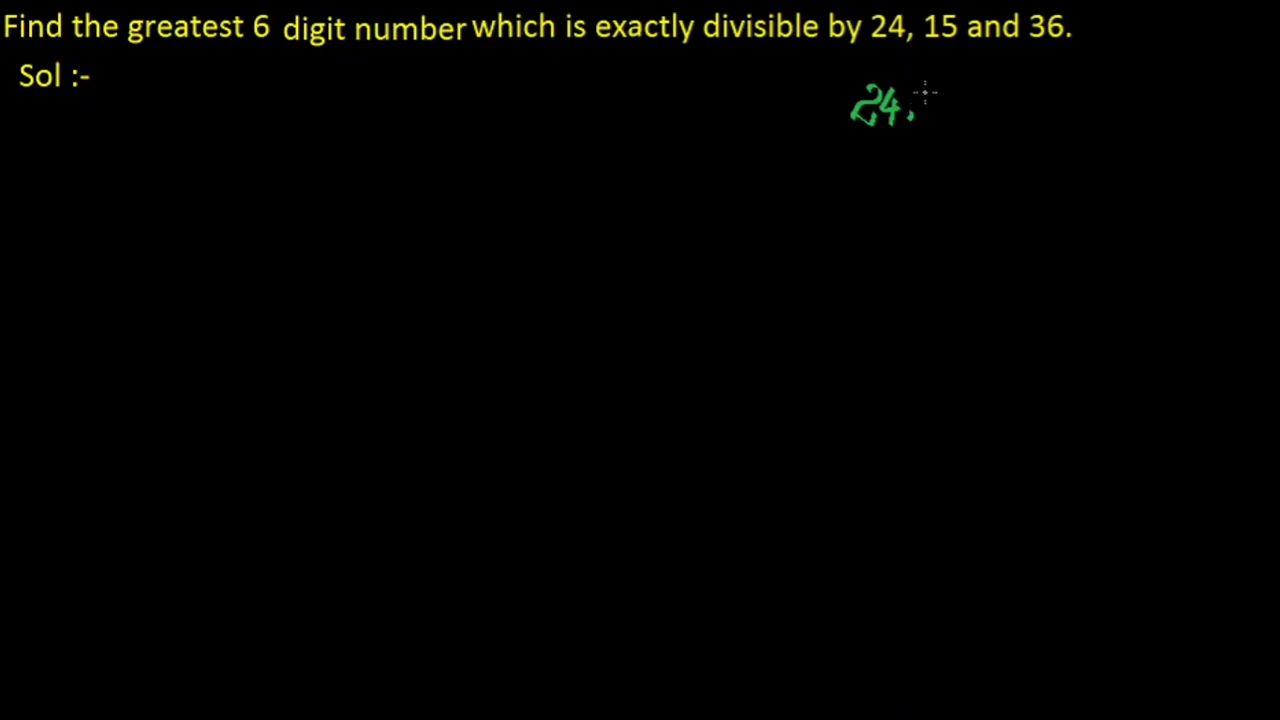 Find the greatest 6 digit number which is exactly divisible by 24, 15 and 36.
Sol :-
24,